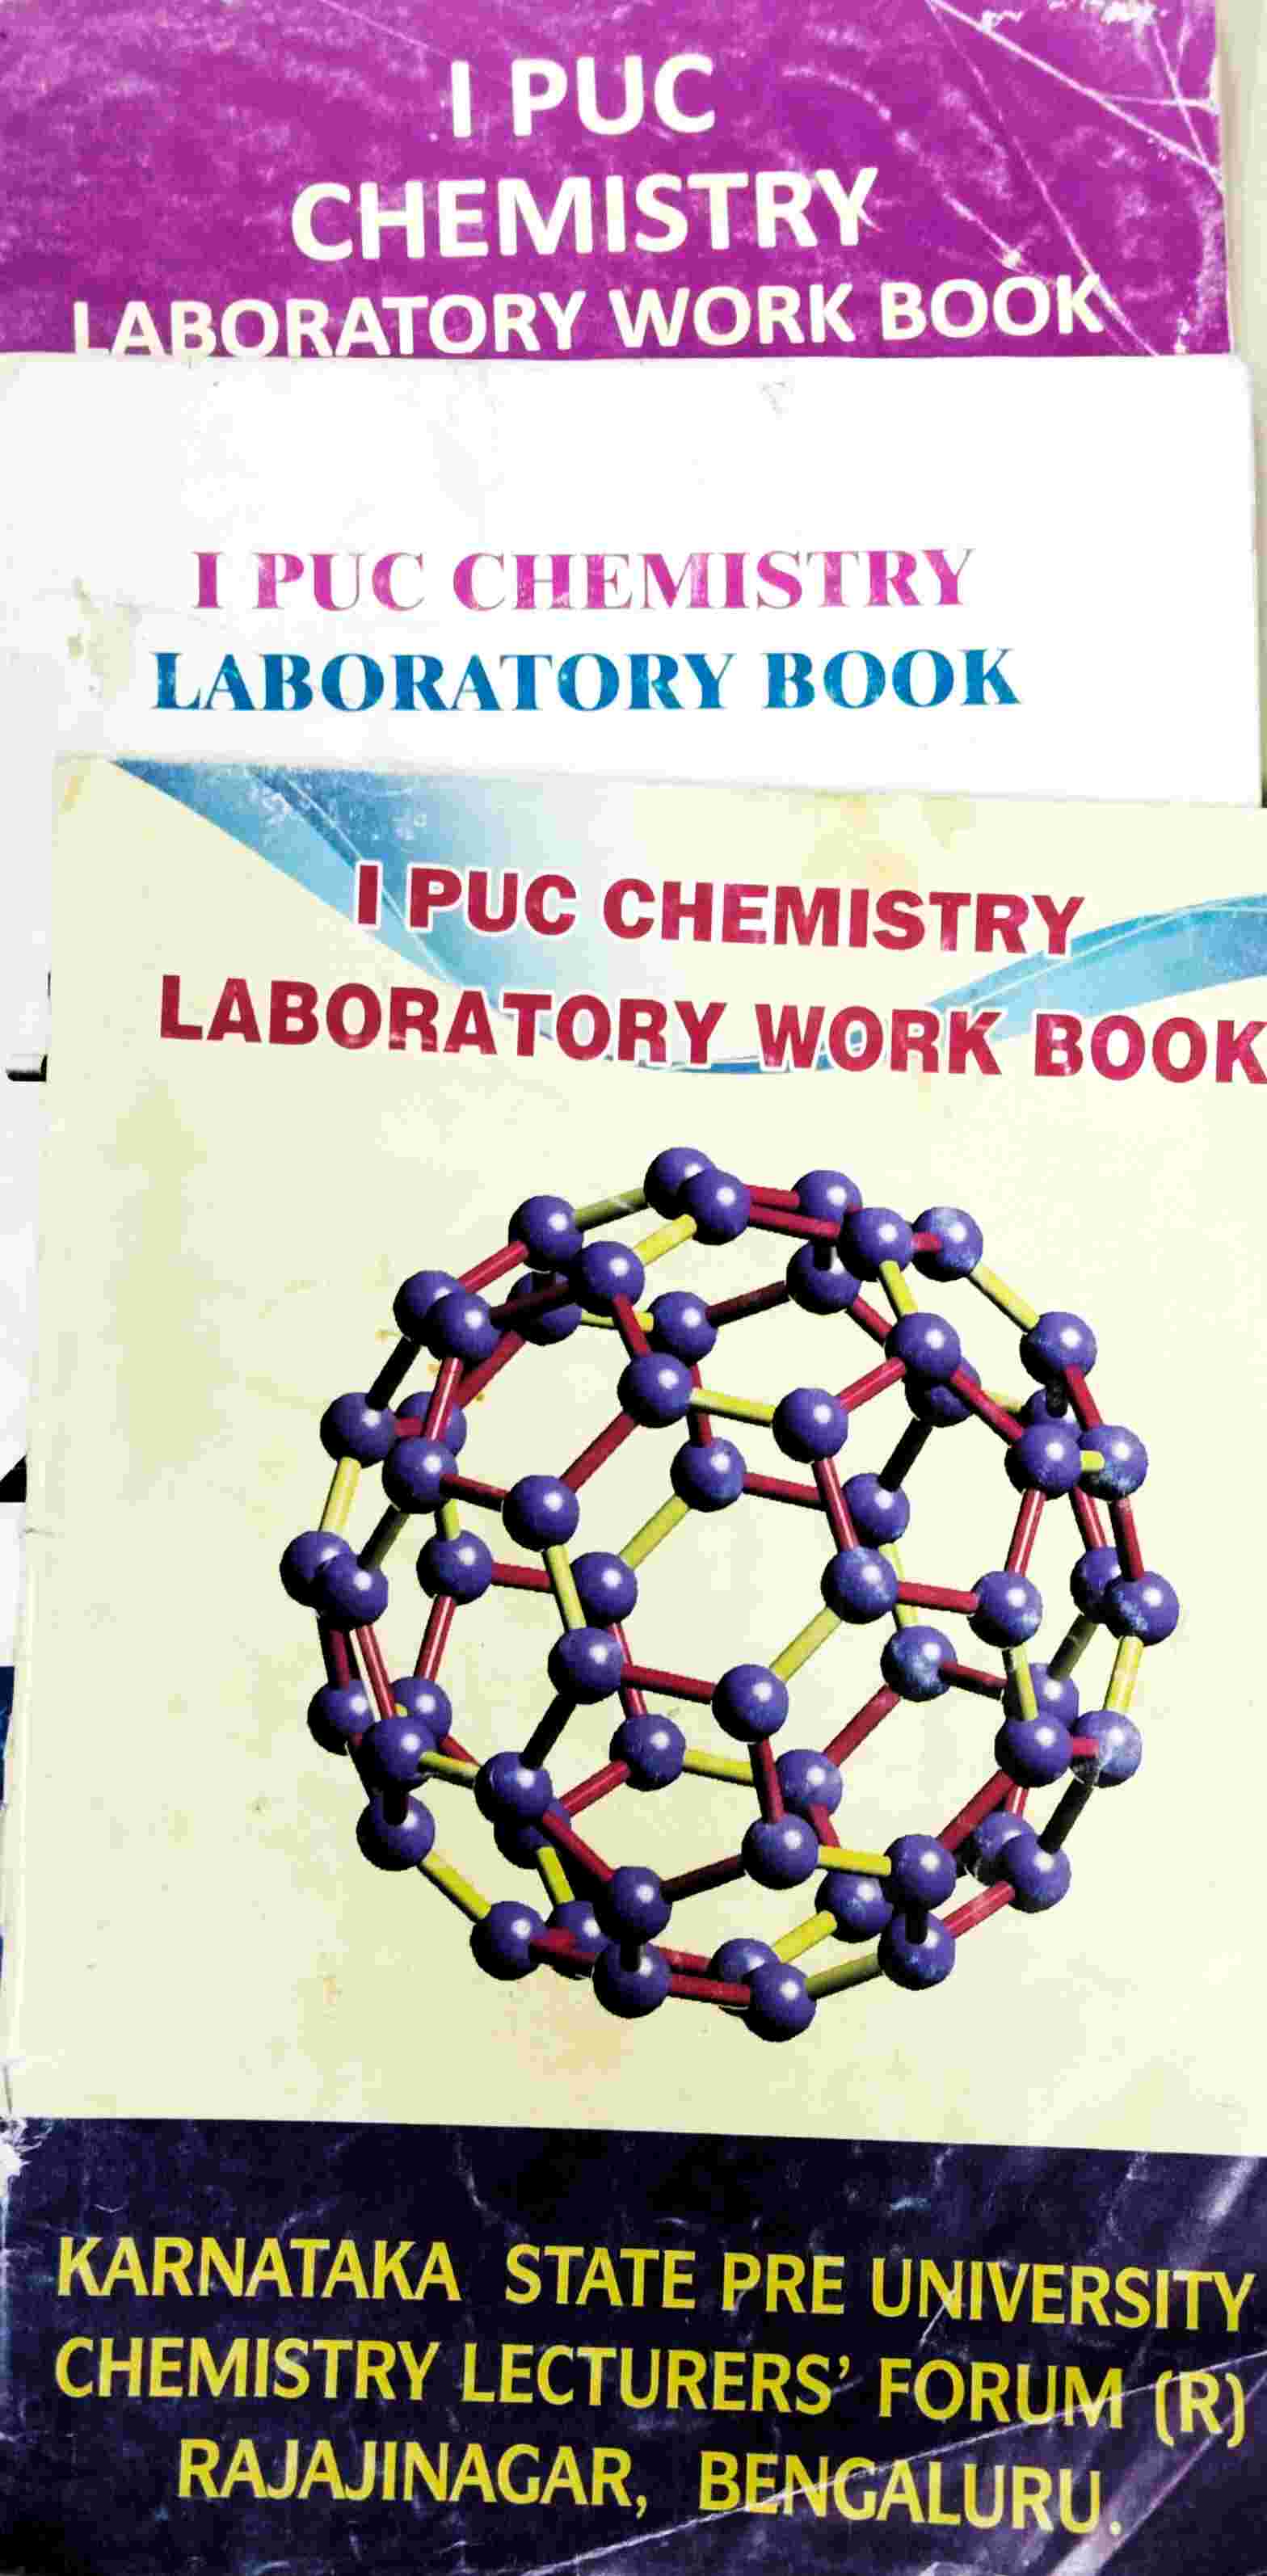 I PUC
CHEMISTRY
LABORATORY WORK BOOK
I PUC CHEMISTRY
LABORATORY BOOK
I PUC CHEMISTRY
LABORATORY WORK BOOK
KARNATAKA STATE PRE UNIVERSITY
CHEMISTRY LECTURERS' FORUM (R)
RAJAJINAGAR, BENGALURU.